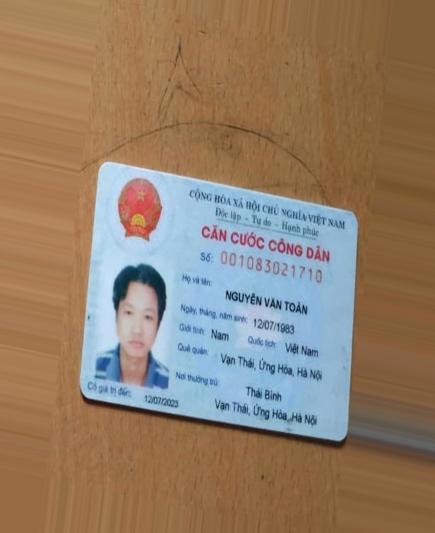 CỘNG HÒA XÃ HỘI CHỦ NGHĨA VIỆT NAM
Độc lập - Tự do - Hạnh phúc
CĂN CƯỚC CÔNG DÂN
Số: 001083021710
Họ và tên:
NGUYỄN VĂN TOẢN
Ngày, tháng, năm sinh: 12/07/1983
Giới tính: Nam Quốc tịch: Việt Nam
Quê quán:
Vạn Thái, Ứng Hòa, Hà Nội
Nơi thường trú:
Thái Bình
Vạn Thái, Ứng Hòa, Hà Nội
Có giá trị đến: 12/07/2023